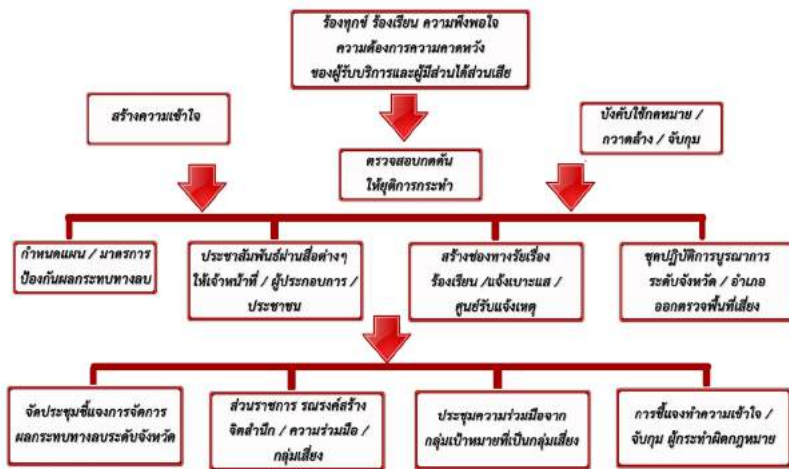 ร้องทุกข์ ร้องเรียน ความพึงพอใจ
ความต้องการความคาดหวัง
ของผู้รับบริการและผู้มีส่วนได้ส่วนเสีย
สร้างความเข้าใจ
บังคับใช้กฎหมาย /
กวาดล้าง / จับกุม
ตรวจสอบกดดัน
ให้ยุติการกระทำ
กำหนดแผน / มาตรการ
ป้องกันผลกระทบทางลบ
ประชาสัมพันธ์ผ่านสื่อต่างๆ
ให้เจ้าหน้าที่ / ผู้ประกอบการ /
ประชาชน
สร้างช่องทางรัยเรื่อง
ร้องเรียน /แจ้งเบาะแส /
ศูนย์รับแจ้งเหตุ
ชุดปฏิบัติการบูรณาการ
ระดับจังหวัด / อำเภอ
ออกตรวจพื้นที่เสี่ยง
จัดประชุมชี้แจงการจัดการ
ผลกระทบทางลบระดับจังหวัด
ส่วนราชการ รณรงค์สร้าง
จิตสำนึก / ความร่วมมือ /
กลุ่มเสี่ยง
ประชุมความร่วมมือจาก
กลุ่มเป้าหมายที่เป็นกลุ่มเสี่ยง
การชี้แจงทำความเข้าใจ /
จับกุม ผู้กระทำผิดกฎหมาย